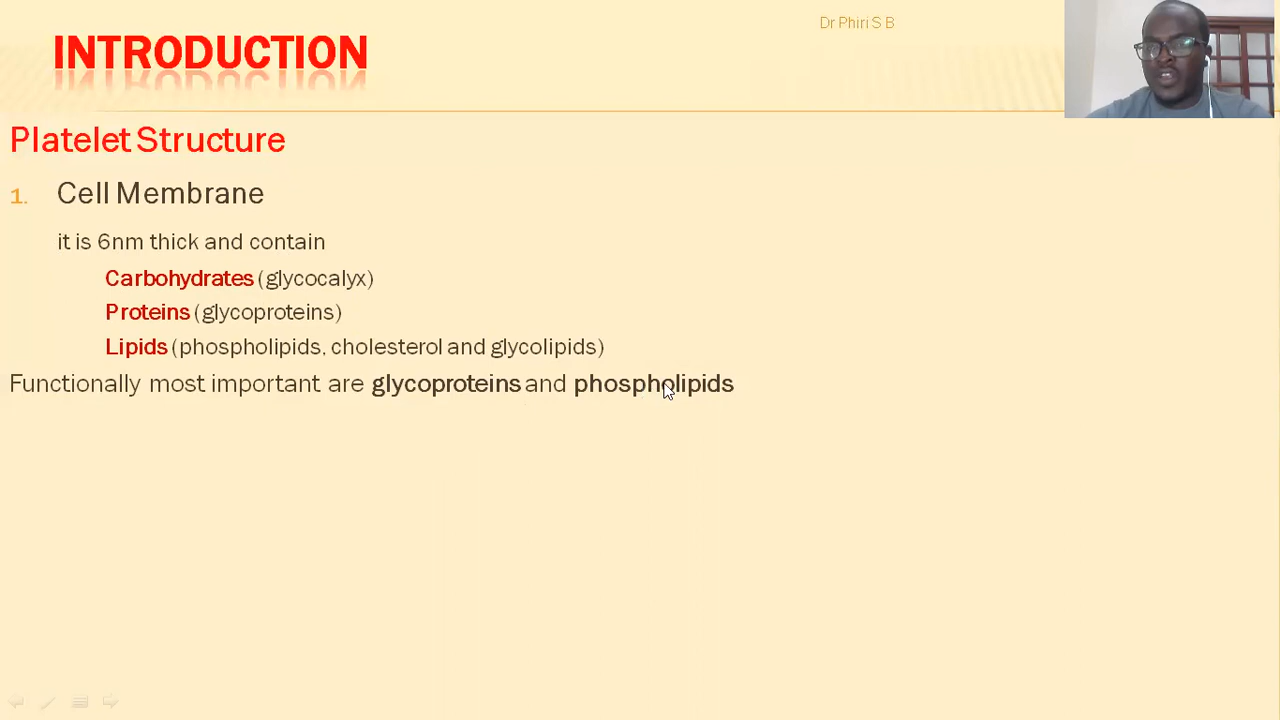 Dr Phiri S B
INTRODUCTION
Platelet Structure
1. Cell Membrane
it is 6nm thick and contain
Carbohydrates (glycocalyx)
Proteins (glycoproteins)
Lipids (phospholipids, cholesterol and glycolipids)
Functionally most important are glycoproteins and phospholipids